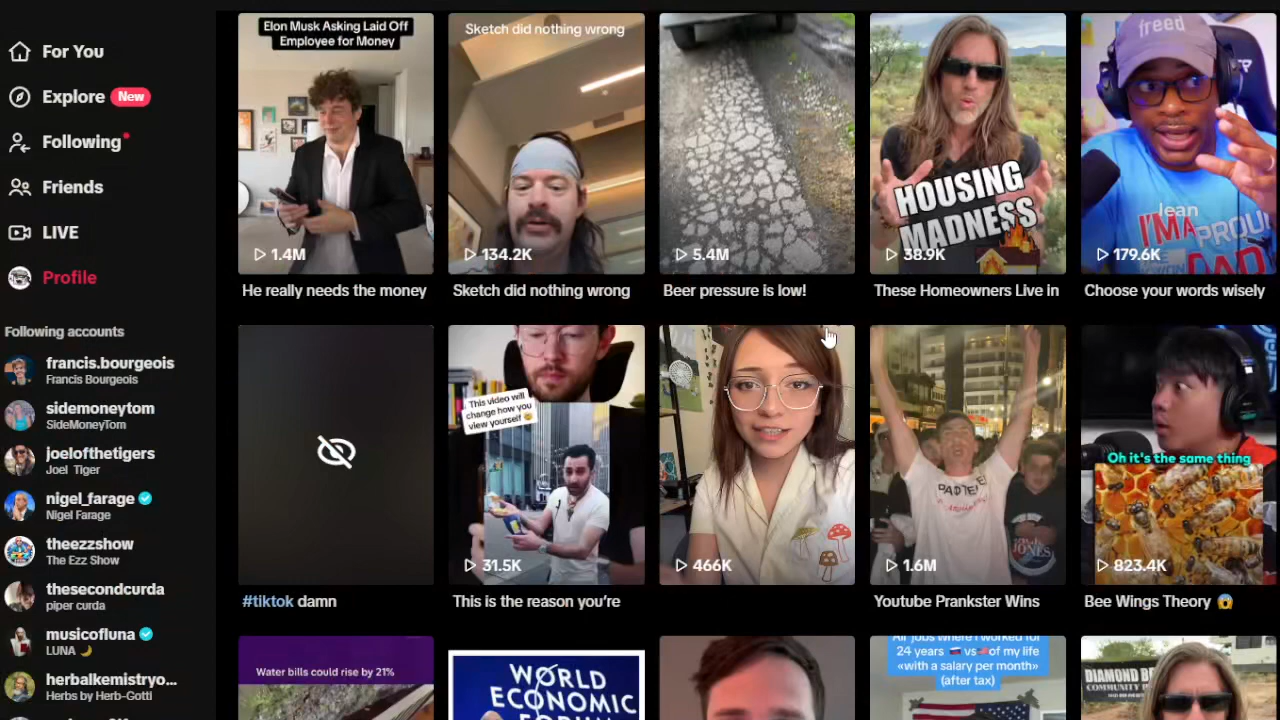 For You
Explore New
Following
Friends
LIVE
Profile
Following accounts
francis.bourgeois
Francis Bourgeois
sidemoneytom
SideMoneyTom
joelofthetigers
Joel Tiger
nigel_farage
Nigel Farage
theezzshow
The Ezz Show
thesecondcurda
piper curda
musicofluna
LUNA 🌙
herbalkemistryo...
Herbs by Herb-Gotti
Elon Musk Asking Laid Off
Employee for Money
1.4M
He really needs the money
Sketch did nothing wrong
134.2K
Sketch did nothing wrong
5.4M
Beer pressure is low!
HOUSING
MADNESS
38.9K
These Homeowners Live in
freed
Jean
I'M A PROU
DAD
179.6K
Choose your words wisely
#tiktok damn
This video will
change how you
view yourself
31.5K
This is the reason you're
466K
JONES
1.6M
Youtube Prankster Wins
Oh it's the same thing
823.4K
Bee Wings Theory 😱
Water bills could rise by 21%
WORLD
ECONOMIC
FORUM
All jobs where I worked for
24 years 🇷🇺 vs 🇺🇸 of my life
«with a salary per month»
(after tax)
DIAMOND BE
COMMUNITY